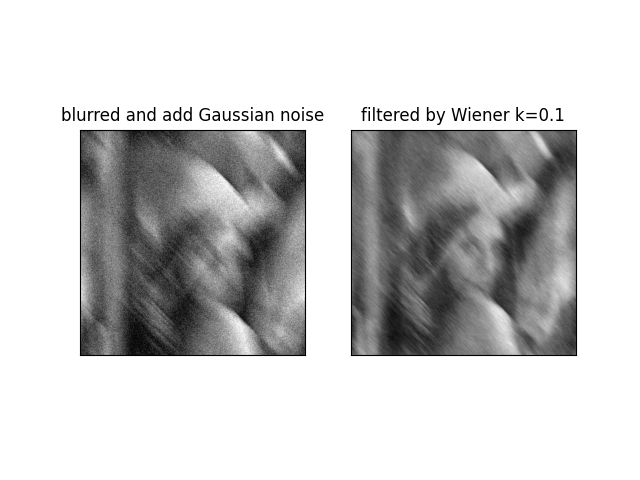 blurred and add Gaussian noise
filtered by Wiener k=0.1